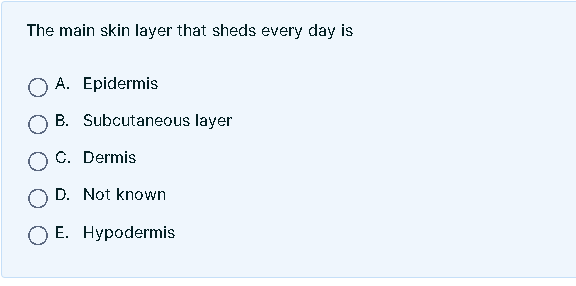 The main skin layer that sheds every day is
A. Epidermis
B. Subcutaneous layer
C. Dermis
D. Not known
E. Hypodermis